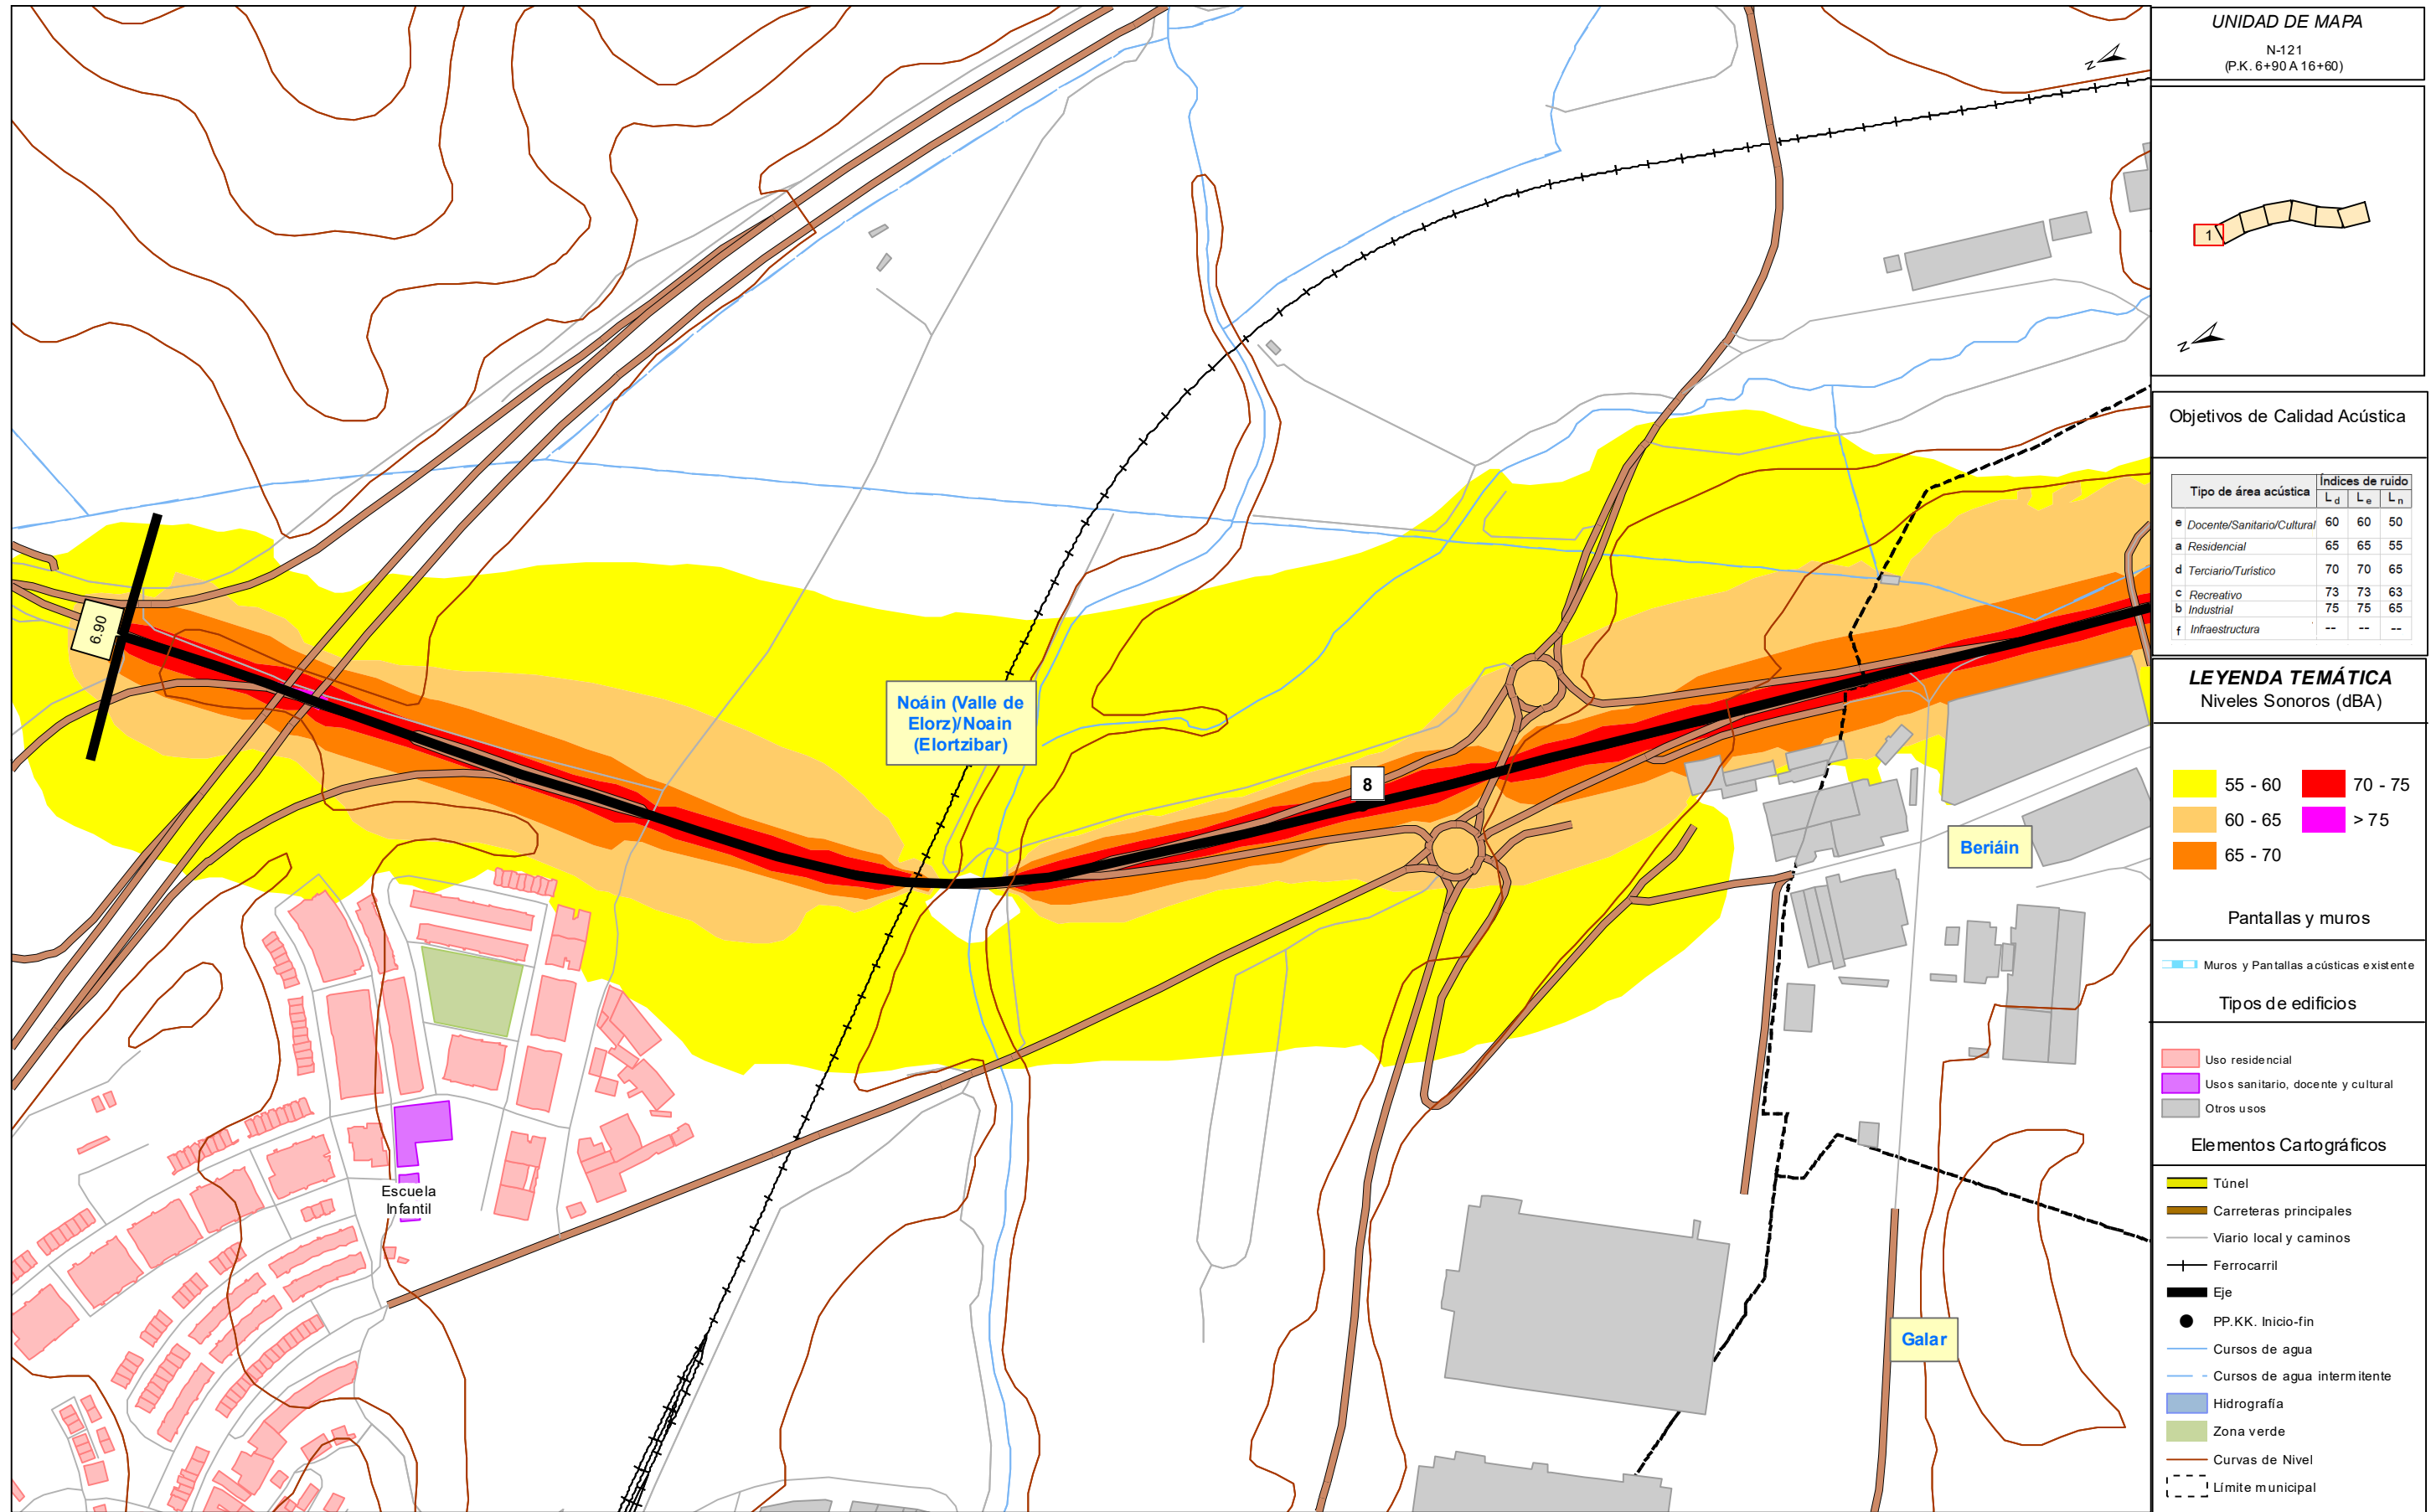 UNIDAD DE MAPA
N-121
(P.K. 6+90 A 16+60)
N
1
N
Objetivos de Calidad Acústica
Tipo de área acústica
Índices de ruido
L d L e L n
e Docente/Sanitario/Cultural 60 60 50
a Residencial 65 65 55
d Terciario/Turístico 70 70 65
c Recreativo 73 73 63
b Industrial 75 75 65
f Infraestructura -- -- --
LEYENDA TEMÁTICA
Niveles Sonoros (dBA)
55 - 60
70 - 75
60 - 65
> 75
65 - 70
Pantallas y muros
Muros y Pantallas acústicas existente
Tipos de edificios
Uso residencial
Usos sanitario, docente y cultural
Otros usos
Elementos Cartográficos
Túnel
Carreteras principales
Viario local y caminos
Ferrocarril
Eje
PP.KK. Inicio-fin
Cursos de agua
Cursos de agua intermitente
Hidrografía
Zona verde
Curvas de Nivel
Límite municipal
6.90
Noáin (Valle de
Elorz)/Noain
(Elortzibar)
8
Beriáin
Escuela
Infantil
Galar